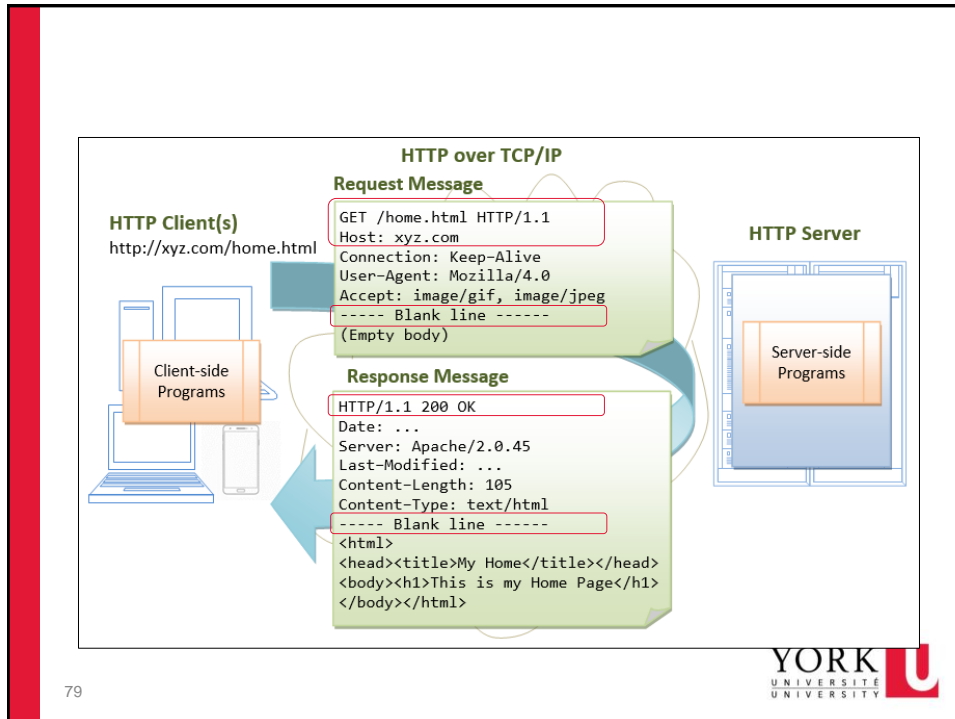 HTTP over TCP/IP
Request Message
HTTP Client(s)
http://xyz.com/home.html
GET /home.html HTTP/1.1
Host: xyz.com
Connection: Keep-Alive
User-Agent: Mozilla/4.0
Accept: image/gif, image/jpeg
----- Blank line ------
(Empty body)
HTTP Server
Client-side
Programs
Server-side
Programs
Response Message
HTTP/1.1 200 OK
Date: ...
Server: Apache/2.0.45
Last-Modified: ...
Content-Length: 105
Content-Type: text/html
----- Blank line ------
<html>
<head><title>My Home</title></head>
<body><h1>This is my Home Page</h1>
</body></html>
79
YORK U
UNIVERSITÉ
UNIVERSITY